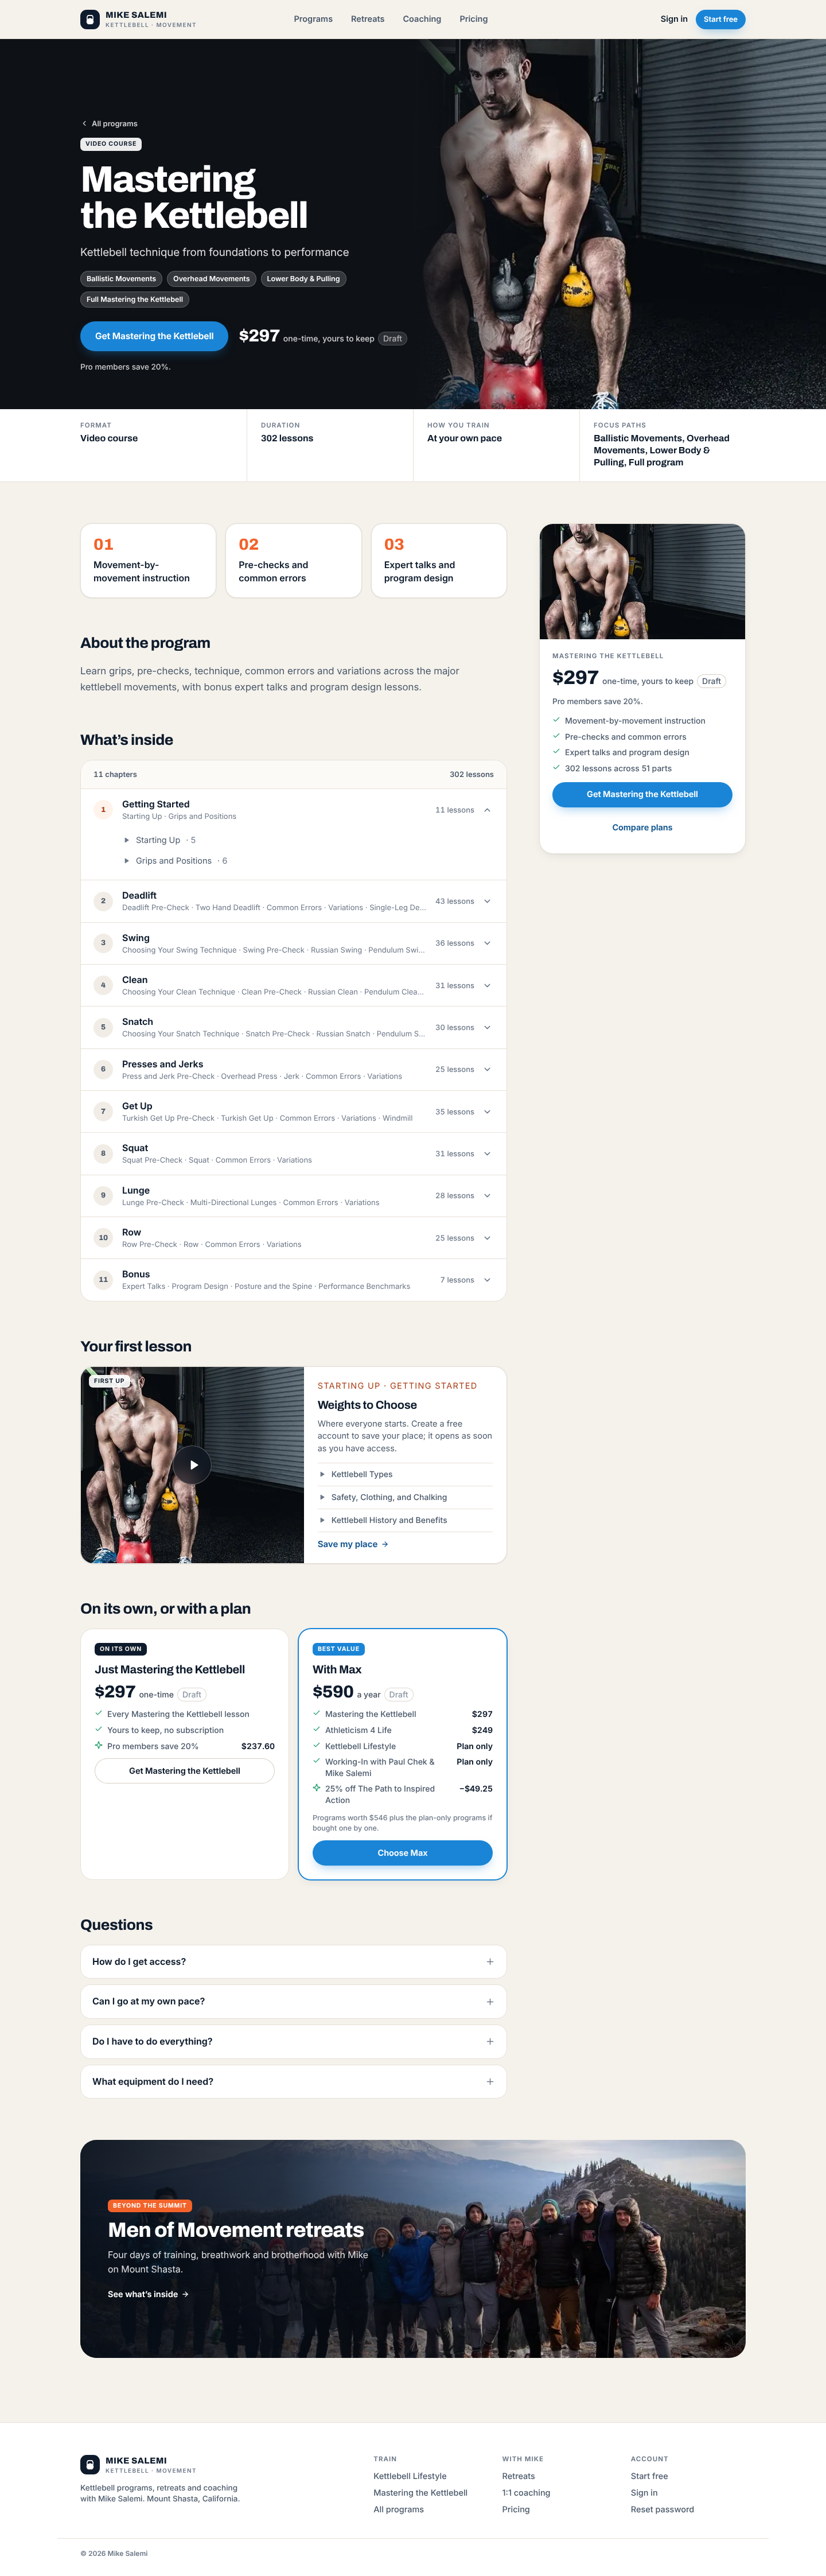 MIKE SALEMI
KETTLEBELL · MOVEMENT
Programs
Retreats
Coaching
Pricing
Sign in
Start free
All programs
VIDEO COURSE
Mastering
the Kettlebell
Kettlebell technique from foundations to performance
Ballistic Movements
Overhead Movements
Lower Body & Pulling
Full Mastering the Kettlebell
Get Mastering the Kettlebell
$297 one-time, yours to keep Draft
Pro members save 20%.
FORMAT
Video course
DURATION
302 lessons
HOW YOU TRAIN
At your own pace
FOCUS PATHS
Ballistic Movements, Overhead
Movements, Lower Body &
Pulling, Full program
01
Movement-by-
movement instruction
02
Pre-checks and
common errors
03
Expert talks and
program design
MASTERING THE KETTLEBELL
$297 one-time, yours to keep Draft
Pro members save 20%.
Movement-by-movement instruction
Pre-checks and common errors
Expert talks and program design
302 lessons across 51 parts
Get Mastering the Kettlebell
Compare plans
About the program
Learn grips, pre-checks, technique, common errors and variations across the major
kettlebell movements, with bonus expert talks and program design lessons.
What's inside
11 chapters
302 lessons
1
Getting Started
Starting Up · Grips and Positions
11 lessons
Starting Up · 5
Grips and Positions · 6
2
Deadlift
Deadlift Pre-Check · Two Hand Deadlift · Common Errors · Variations · Single-Leg De...
43 lessons
3
Swing
Choosing Your Swing Technique · Swing Pre-Check · Russian Swing · Pendulum Swi...
36 lessons
4
Clean
Choosing Your Clean Technique · Clean Pre-Check · Russian Clean · Pendulum Clea...
31 lessons
5
Snatch
Choosing Your Snatch Technique · Snatch Pre-Check · Russian Snatch · Pendulum S...
30 lessons
6
Presses and Jerks
Press and Jerk Pre-Check · Overhead Press · Jerk · Common Errors · Variations
25 lessons
7
Get Up
Turkish Get Up Pre-Check · Turkish Get Up · Common Errors · Variations · Windmill
35 lessons
8
Squat
Squat Pre-Check · Squat · Common Errors · Variations
31 lessons
9
Lunge
Lunge Pre-Check · Multi-Directional Lunges · Common Errors · Variations
28 lessons
10
Row
Row Pre-Check · Row · Common Errors · Variations
25 lessons
11
Bonus
Expert Talks · Program Design · Posture and the Spine · Performance Benchmarks
7 lessons
Your first lesson
FIRST UP
STARTING UP · GETTING STARTED
Weights to Choose
Where everyone starts. Create a free
account to save your place; it opens as soon
as you have access.
Kettlebell Types
Safety, Clothing, and Chalking
Kettlebell History and Benefits
Save my place →
On its own, or with a plan
ON ITS OWN
Just Mastering the Kettlebell
$297 one-time Draft
Every Mastering the Kettlebell lesson
Yours to keep, no subscription
Pro members save 20% $237.60
Get Mastering the Kettlebell
BEST VALUE
With Max
$590 a year Draft
Mastering the Kettlebell $297
Athleticism 4 Life $249
Kettlebell Lifestyle Plan only
Working-In with Paul Chek & Plan only
Mike Salemi
25% off The Path to Inspired −$49.25
Action
Programs worth $546 plus the plan-only programs if
bought one by one.
Choose Max
Questions
How do I get access?
Can I go at my own pace?
Do I have to do everything?
What equipment do I need?
BEYOND THE SUMMIT
Men of Movement retreats
Four days of training, breathwork and brotherhood with Mike
on Mount Shasta.
See what's inside →
MIKE SALEMI
KETTLEBELL · MOVEMENT
Kettlebell programs, retreats and coaching
with Mike Salemi. Mount Shasta, California.
TRAIN
Kettlebell Lifestyle
Mastering the Kettlebell
All programs
WITH MIKE
Retreats
1:1 coaching
Pricing
ACCOUNT
Start free
Sign in
Reset password
© 2026 Mike Salemi